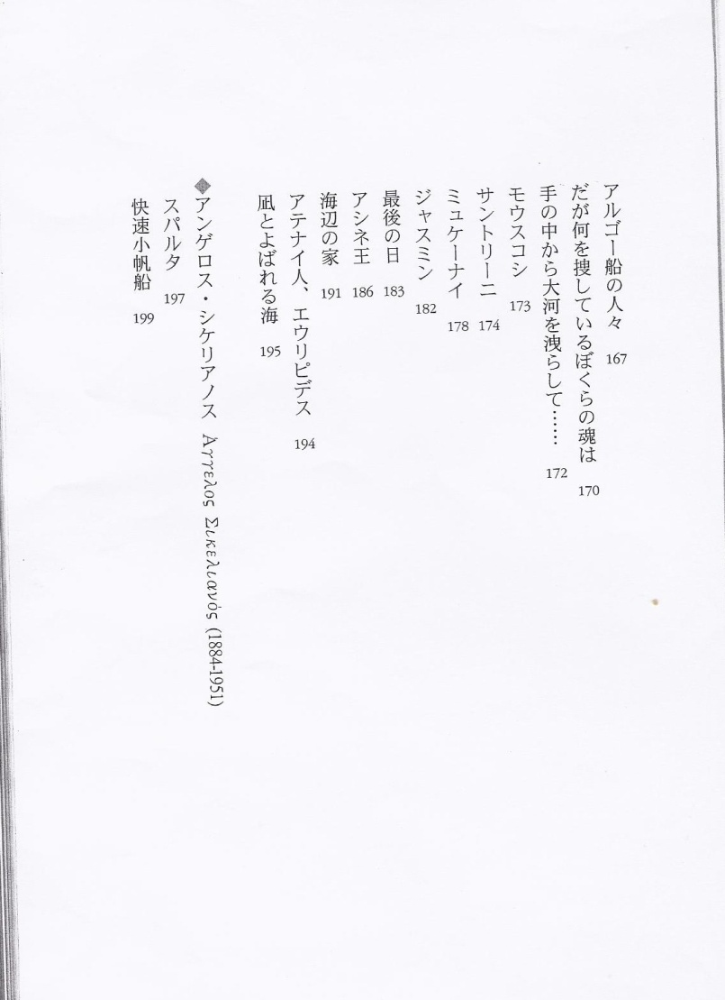 アルゴー船の人々 167
だが何を捜しているぼくらの魂は 170
手の中から大河を洩らして…… 172
モウスコシ 173
サントリーニ 174
ミュケーナイ 178
ジャスミン 182
最後の日 183
アシネ王 186
海辺の家 191
アテナイ人、エウリピデス 194
凪とよばれる海 195
◆アンゲロス・シケリアノス Άγγελος Σικελιανός (1884-1951)
スパルタ 197
快速小帆船 199